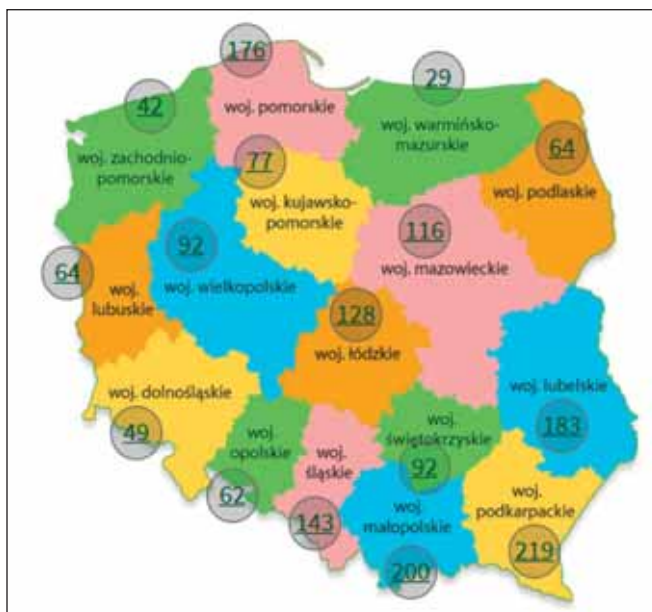 176
woj. pomorskie
29
woj. warmińsko-
mazurskie
42
woj. zachodnio-
pomorskie
77
woj. kujawsko-
pomorskie
64
woj. podlaskie
116
woj. mazowieckie
92
woj. wielkopolskie
64
woj.
lubuskie
128
woj. łódzkie
woj. dolnośląskie
49
woj. lubelskie
183
woj.
opolskie
62
woj.
śląskie
143
woj.
świętokrzyskie
92
woj.
małopolskie
200
woj.
podkarpackie
219